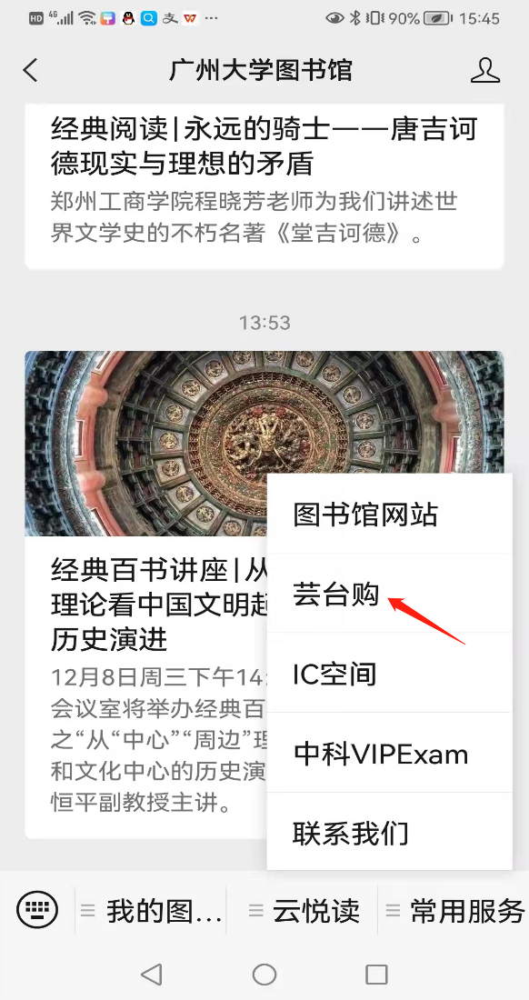 HD 4G 90% 15:45
广州大学图书馆
经典阅读|永远的骑士——唐吉诃
德现实与理想的矛盾
郑州工商学院程晓芳老师为我们讲述世
界文学史的不朽名著《堂吉诃德》。
13:53
经典百书讲座|从
理论看中国文明起
历史演进
12月8日周三下午14:
会议室将举办经典百
之“从“中心”“周边”理
和文化中心的历史演
恒平副教授主讲。
图书馆网站
芸台购
IC空间
中科VIPExam
联系我们
我的图... 云悦读 常用服务